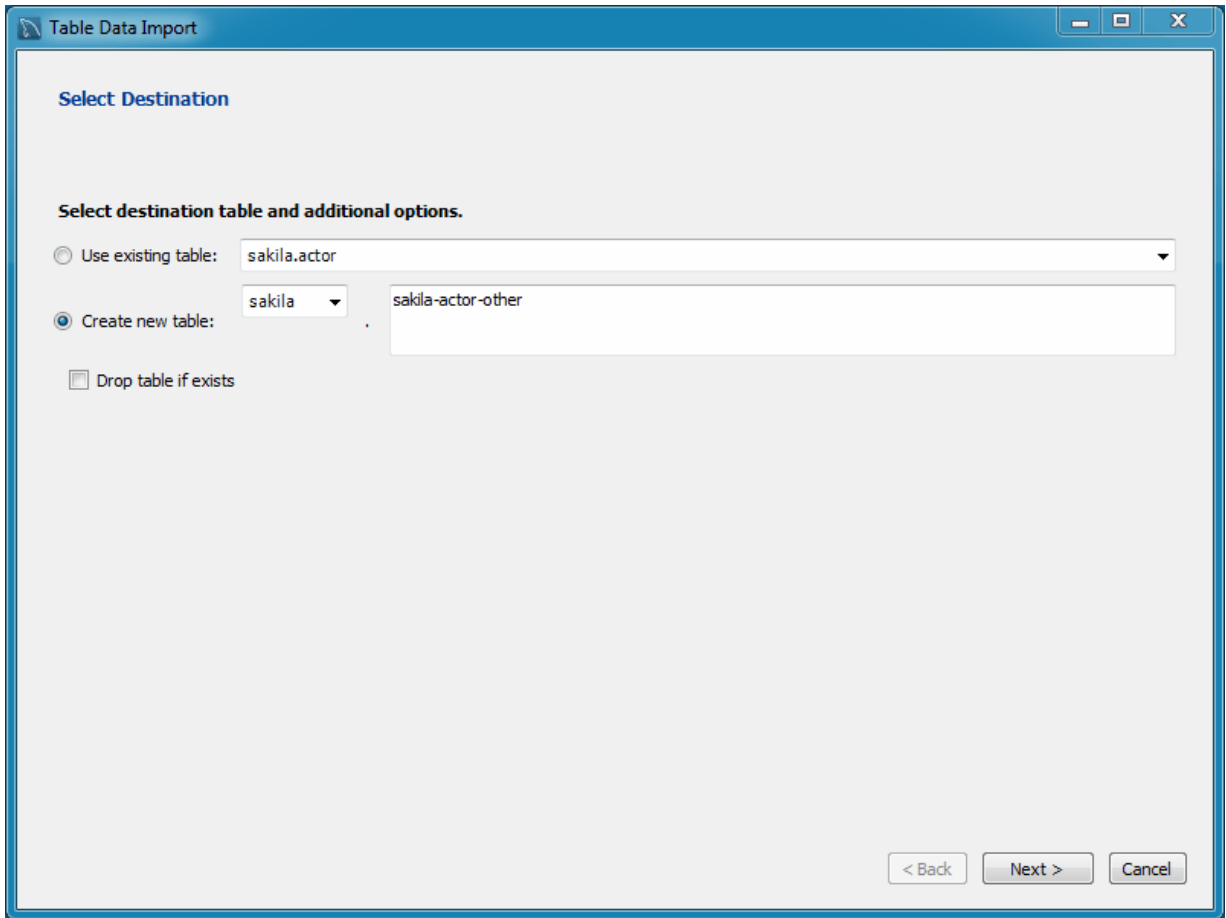 Table Data Import
Select Destination
Select destination table and additional options.
Use existing table: sakila.actor
Create new table: sakila . sakila-actor-other
Drop table if exists
< Back Next > Cancel